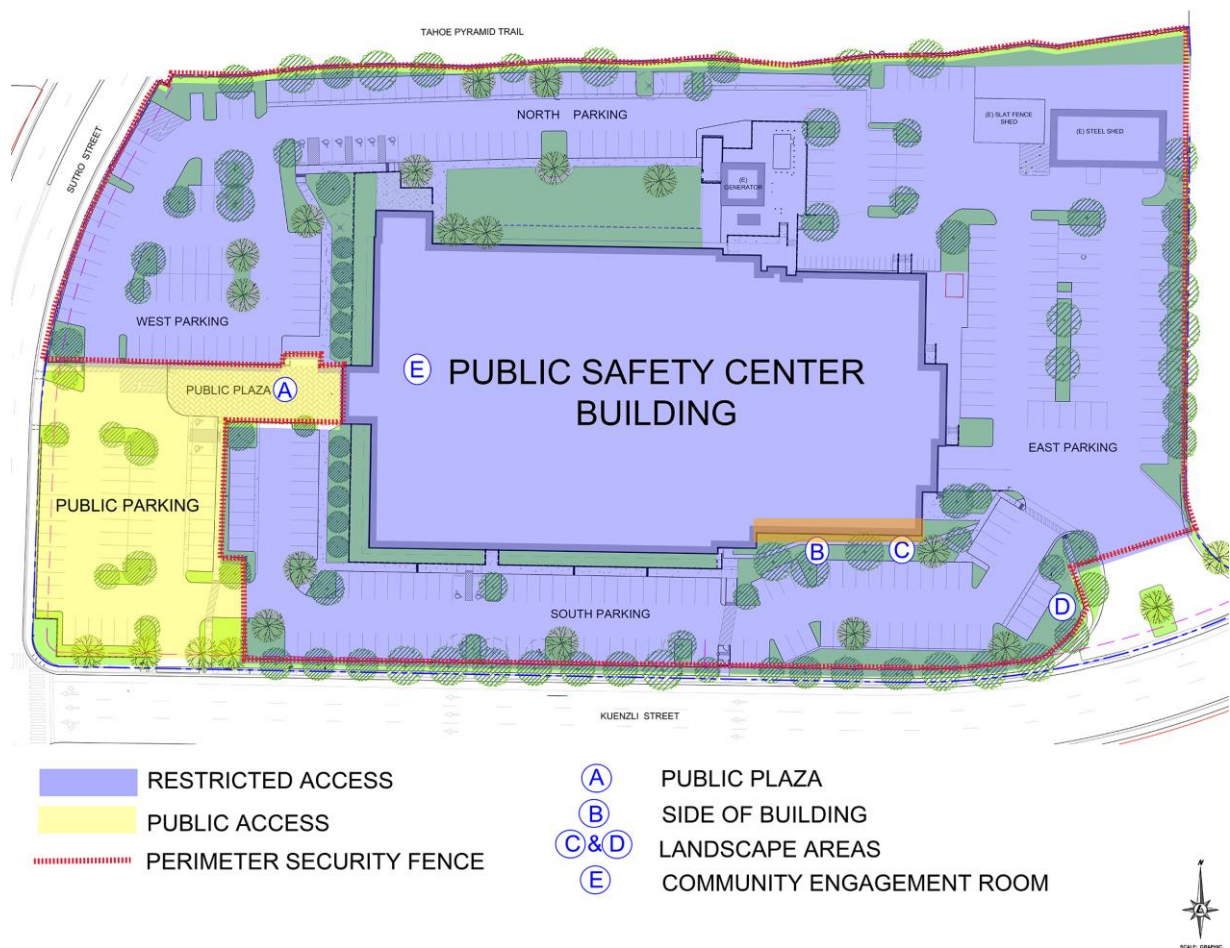 TAHOE PYRAMID TRAIL
SUTRO STREET
NORTH PARKING
(E) SLAT FENCE
SHED
(E) STEEL SHED
(E)
GENERATOR
WEST PARKING
PUBLIC PLAZA A
E PUBLIC SAFETY CENTER
BUILDING
EAST PARKING
PUBLIC PARKING
B
C
D
SOUTH PARKING
KUENZLI STREET
RESTRICTED ACCESS
PUBLIC ACCESS
PERIMETER SECURITY FENCE
A PUBLIC PLAZA
B SIDE OF BUILDING
C&D LANDSCAPE AREAS
E COMMUNITY ENGAGEMENT ROOM
N
SCALE: GRAPHIC